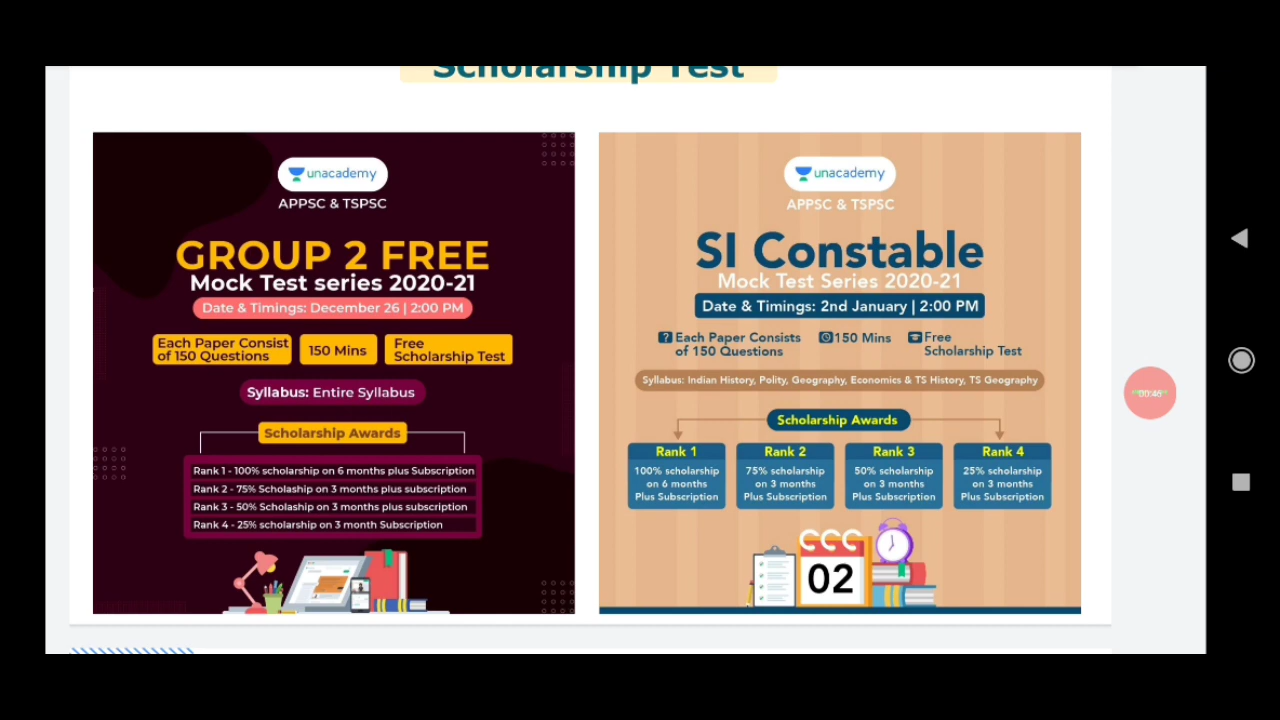 Scholarship Test
unacademy
APPSC & TSPSC
GROUP 2 FREE
Mock Test series 2020-21
Date & Timings: December 26 | 2:00 PM
Each Paper Consist
of 150 Questions
150 Mins
Free
Scholarship Test
Syllabus: Entire Syllabus
Scholarship Awards
Rank 1 - 100% scholarship on 6 months plus Subscription
Rank 2 - 75% Scholaship on 3 months plus subscription
Rank 3 - 50% Scholaship on 3 months plus subscription
Rank 4 - 25% scholarship on 3 month Subscription
unacademy
APPSC & TSPSC
SI Constable
Mock Test Series 2020-21
Date & Timings: 2nd January | 2:00 PM
? Each Paper Consists
of 150 Questions
150 Mins
Free
Scholarship Test
Syllabus: Indian History, Polity, Geography, Economics & TS History, TS Geography
Scholarship Awards
Rank 1
100% scholarship
on 6 months
Plus Subscription
Rank 2
75% scholarship
on 3 months
Plus Subscription
Rank 3
50% scholarship
on 3 months
Plus Subscription
Rank 4
25% scholarship
on 3 months
Plus Subscription
02
00:46